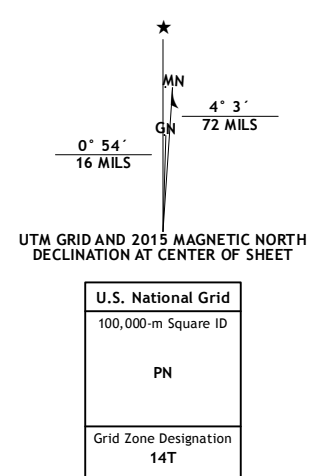 ★
MN
4° 3´
72 MILS
GN
0° 54´
16 MILS
UTM GRID AND 2015 MAGNETIC NORTH
DECLINATION AT CENTER OF SHEET
U.S. National Grid
100,000-m Square ID
PN
Grid Zone Designation
14T